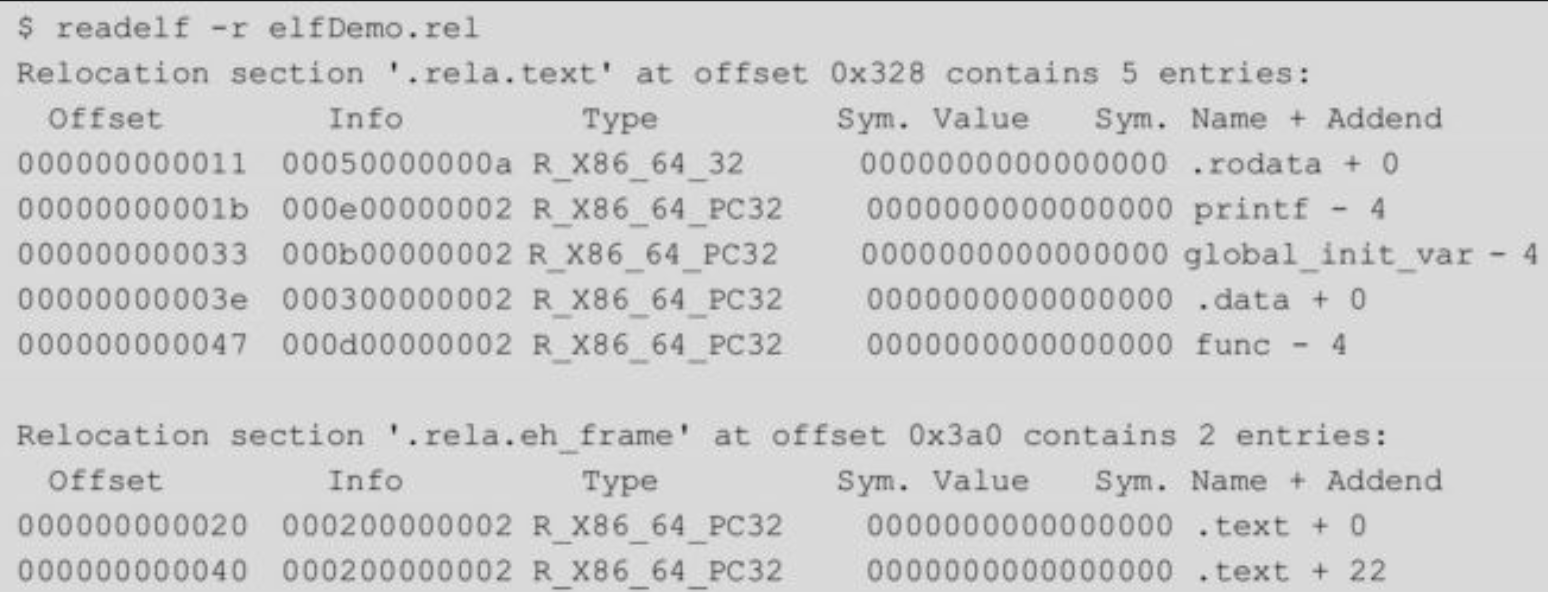 $ readelf -r elfDemo.rel
Relocation section '.rela.text' at offset 0x328 contains 5 entries:
  Offset          Info           Type           Sym. Value    Sym. Name + Addend
000000000011  00050000000a R_X86_64_32       0000000000000000 .rodata + 0
00000000001b  000e00000002 R_X86_64_PC32     0000000000000000 printf - 4
000000000033  000b00000002 R_X86_64_PC32     0000000000000000 global_init_var - 4
00000000003e  000300000002 R_X86_64_PC32     0000000000000000 .data + 0
000000000047  000d00000002 R_X86_64_PC32     0000000000000000 func - 4

Relocation section '.rela.eh_frame' at offset 0x3a0 contains 2 entries:
  Offset          Info           Type           Sym. Value    Sym. Name + Addend
000000000020  000200000002 R_X86_64_PC32     0000000000000000 .text + 0
000000000040  000200000002 R_X86_64_PC32     0000000000000000 .text + 22